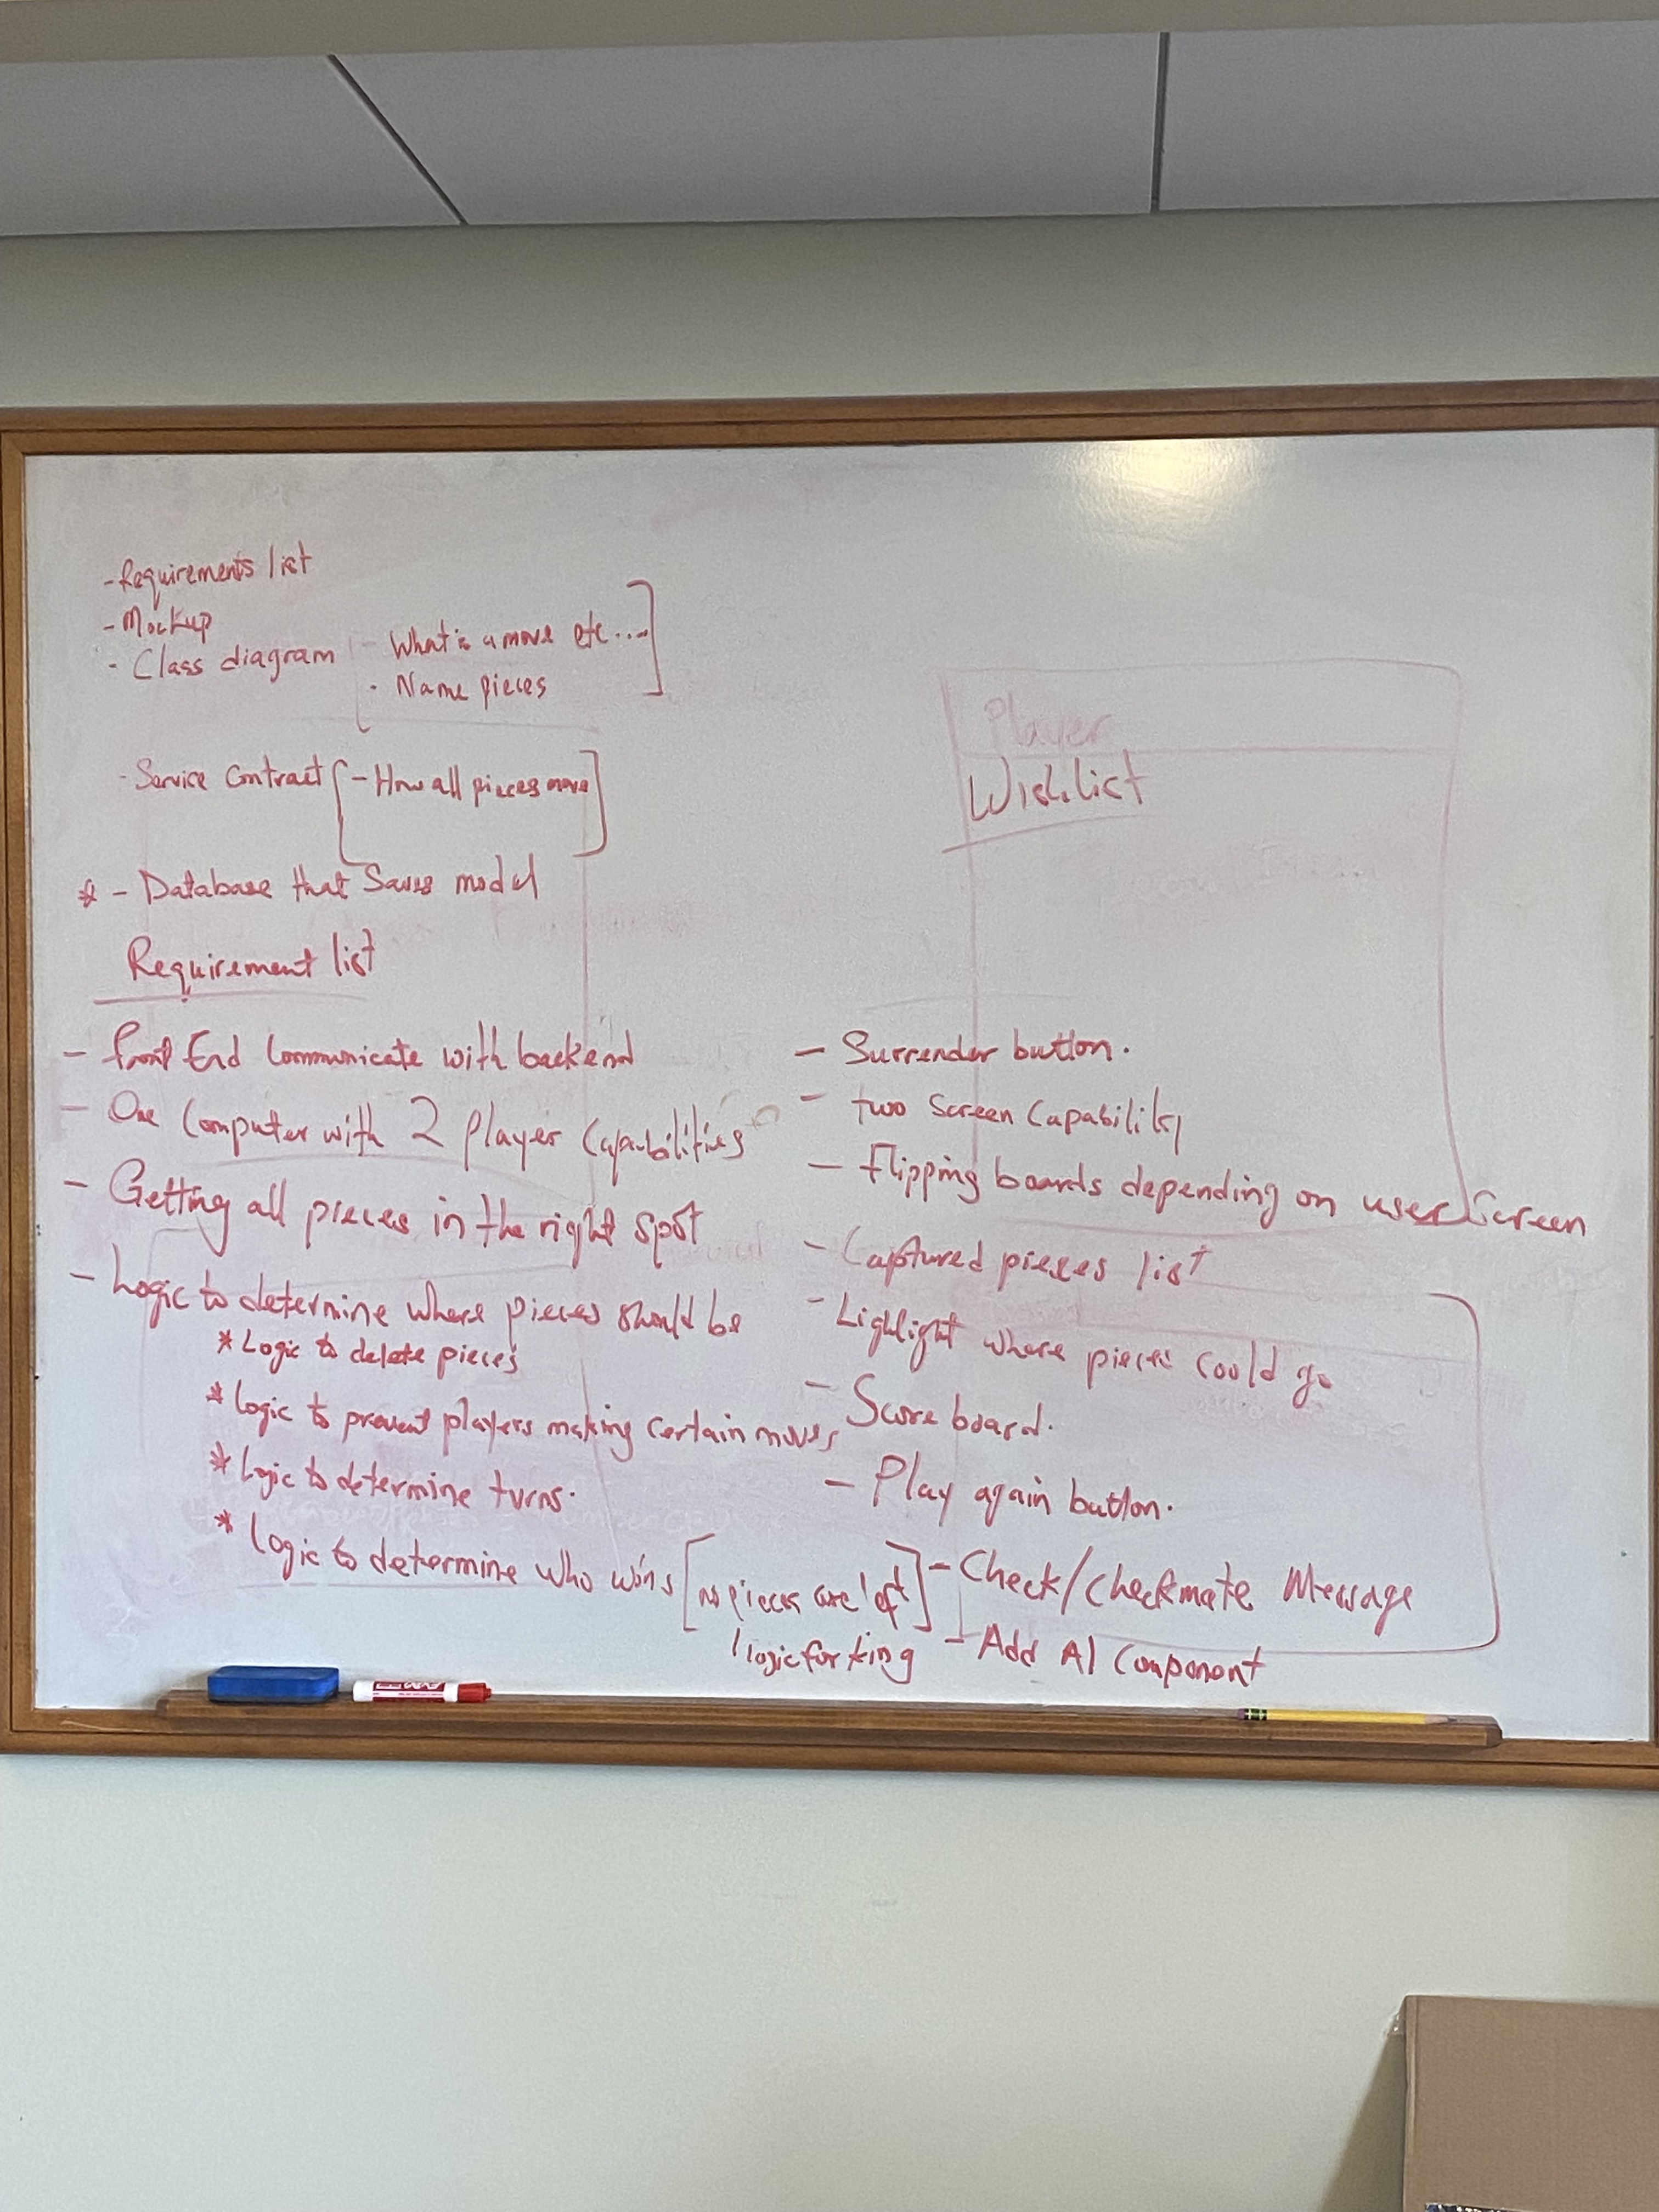 - Requirements list
- Mockup
- Class diagram
- What is a move etc....
- Name pieces
- Service Contract [ - How all pieces move ]
* - Database that Saves model
Requirement list
- Front End Communicate with backend
- One Computer with 2 Player Capabilities
- Getting all pieces in the right spot
- Logic to determine where pieces should be
* Logic to delete pieces
* Logic to prevent players making certain moves
* Logic to determine turns.
* Logic to determine who wins [no pieces are left]
logic for king
Player
Wishlist
- Surrender button.
- two Screen Capability
- Flipping boards depending on user Screen
- Captured pieces list
- Lighlight where pieces could go
- Score board.
- Play again button.
- Check/Checkmate Message
- Add AI Component